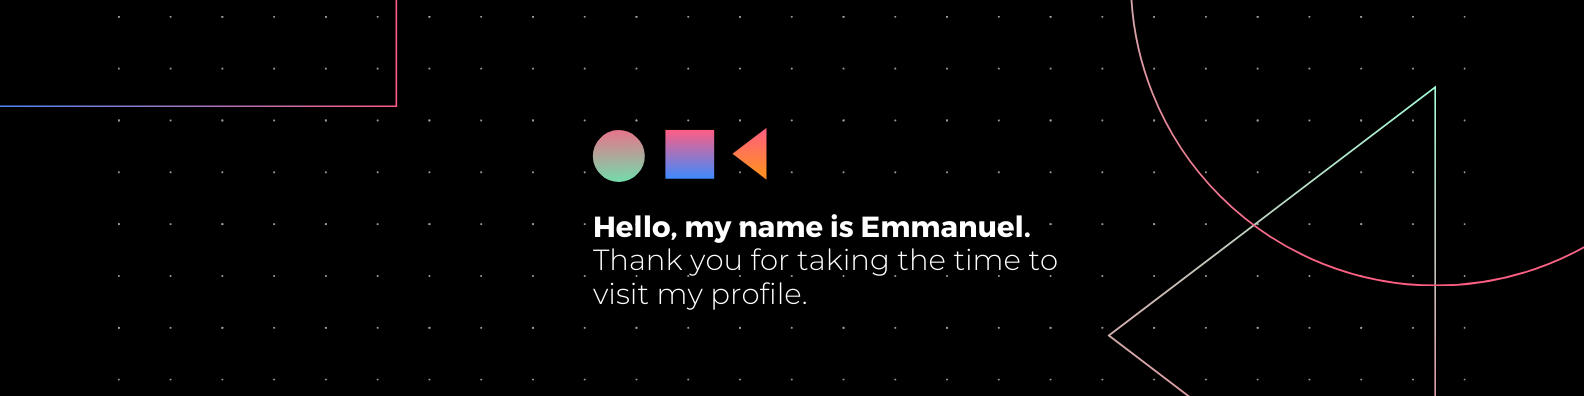 Hello, my name is Emmanuel.
Thank you for taking the time to
visit my profile.